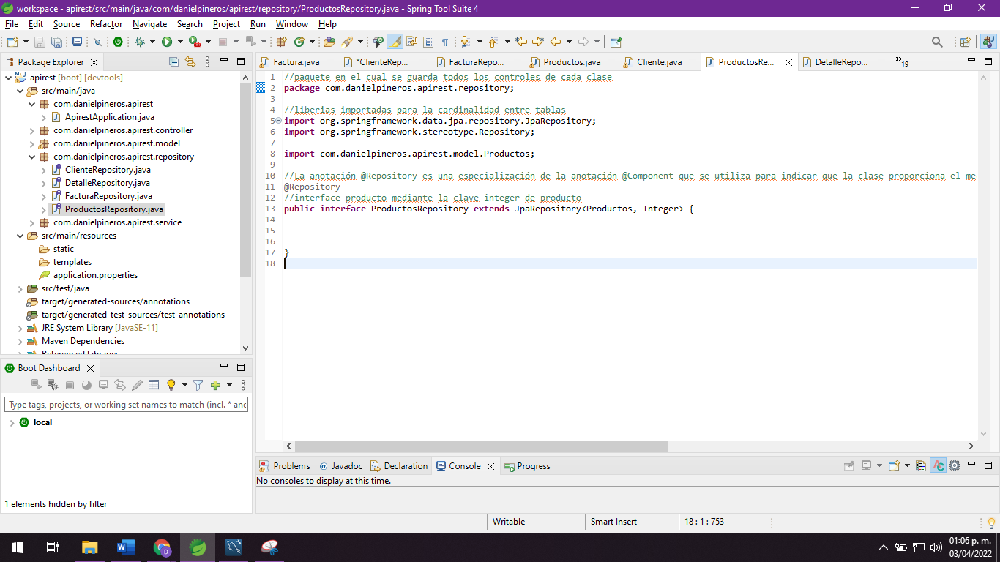 workspace - apirest/src/main/java/com/danielpineros/apirest/repository/ProductosRepository.java - Spring Tool Suite 4
File Edit Source Refactor Navigate Search Project Run Window Help
Package Explorer
apirest [boot] [devtools]
src/main/java
com.danielpineros.apirest
ApirestApplication.java
com.danielpineros.apirest.controller
com.danielpineros.apirest.model
com.danielpineros.apirest.repository
ClienteRepository.java
DetalleRepository.java
FacturaRepository.java
ProductosRepository.java
com.danielpineros.apirest.service
src/main/resources
static
templates
application.properties
src/test/java
target/generated-sources/annotations
target/generated-test-sources/test-annotations
JRE System Library [JavaSE-11]
Maven Dependencies
Referenced Libraries
Boot Dashboard
Type tags, projects, or working set names to match (incl. * and
local
1 elements hidden by filter
Factura.java *ClienteRep... FacturaRepo... Productos.java Cliente.java ProductosRe... DetalleRepo... 19
1 //paquete en el cual se guarda todos los controles de cada clase
2 package com.danielpineros.apirest.repository;
3
4 //liberias importadas para la cardinalidad entre tablas
5 import org.springframework.data.jpa.repository.JpaRepository;
6 import org.springframework.stereotype.Repository;
7
8 import com.danielpineros.apirest.model.Productos;
9
10 //La anotación @Repository es una especialización de la anotación @Component que se utiliza para indicar que la clase proporciona el me
11 @Repository
12 //interface producto mediante la clave integer de producto
13 public interface ProductosRepository extends JpaRepository<Productos, Integer> {
14
15
16
17 }
18
Problems Javadoc Declaration Console Progress
No consoles to display at this time.
Writable Smart Insert 18 : 1 : 753
01:06 p. m.
03/04/2022